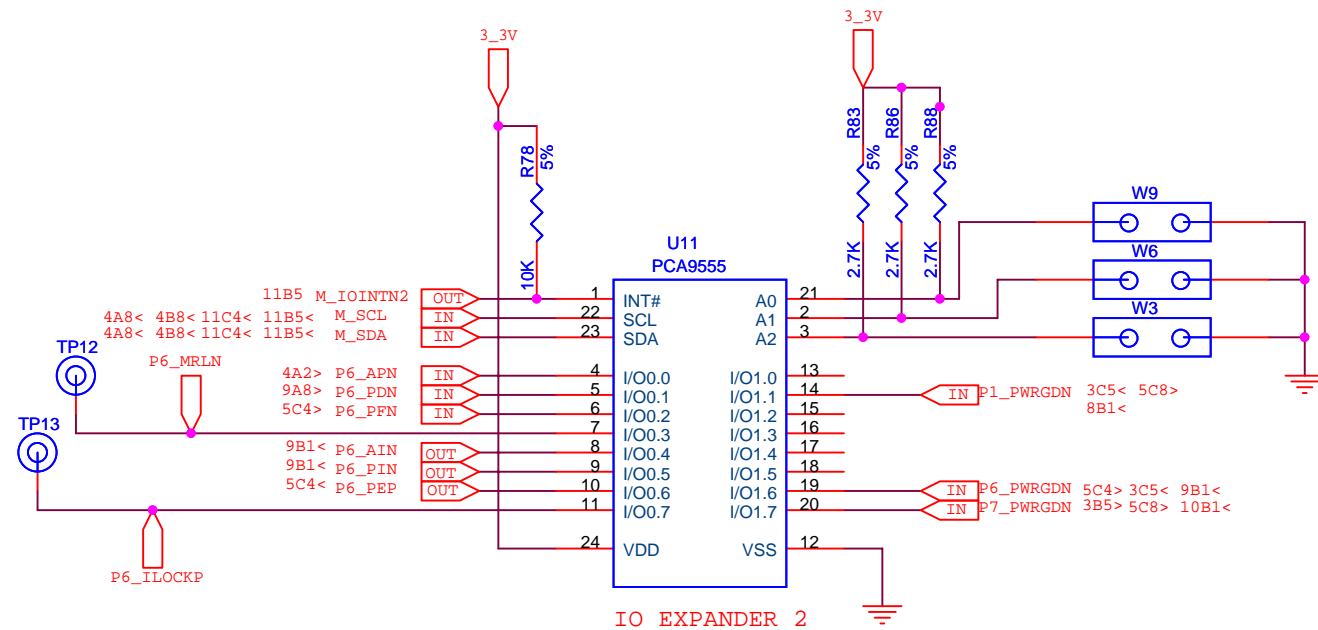 3_3V
3_3V
R78
5%
10K
R83
5%
2.7K
R86
5%
2.7K
R88
5%
2.7K
W9
W6
W3
U11
PCA9555
11B5 M_IOINTN2 OUT 1 INT#
4A8< 4B8< 11C4< 11B5< M_SCL IN 22 SCL
4A8< 4B8< 11C4< 11B5< M_SDA IN 23 SDA
A0 21
A1 2
A2 3
TP12
P6_MRLN
TP13
4A2> P6_APN IN 4 I/O0.0
9A8> P6_PDN IN 5 I/O0.1
5C4> P6_PFN IN 6 I/O0.2
7 I/O0.3
9B1< P6_AIN OUT 8 I/O0.4
9B1< P6_PIN OUT 9 I/O0.5
5C4< P6_PEP OUT 10 I/O0.6
11 I/O0.7
24 VDD
P6_ILOCKP
I/O1.0 13
I/O1.1 14 IN P1_PWRGDN 3C5< 5C8>
8B1<
I/O1.2 15
I/O1.3 16
I/O1.4 17
I/O1.5 18
I/O1.6 19 IN P6_PWRGDN 5C4> 3C5< 9B1<
I/O1.7 20 IN P7_PWRGDN 3B5> 5C8> 10B1<
VSS 12
IO EXPANDER 2